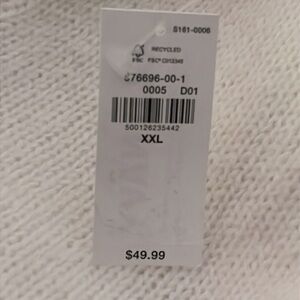 S161-0006
RECYCLED
FSC FSC® C012345
576696-00-1
0005 D01
500126235442
XXL
$49.99